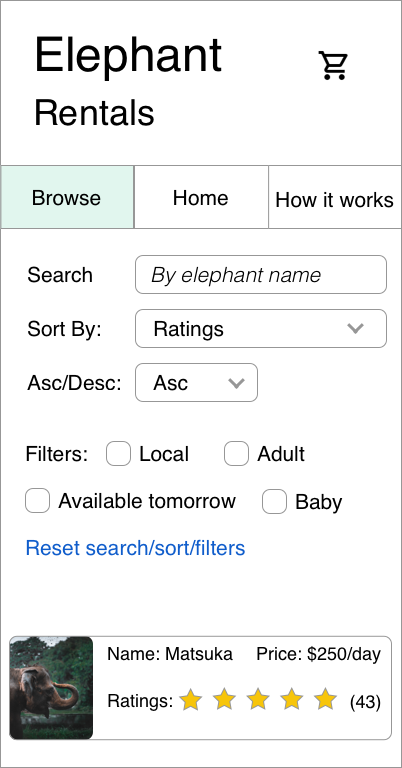 Elephant
Rentals
Browse Home How it works
Search By elephant name
Sort By: Ratings
Asc/Desc: Asc
Filters: Local Adult
Available tomorrow Baby
Reset search/sort/filters
Name: Matsuka Price: $250/day
Ratings: (43)